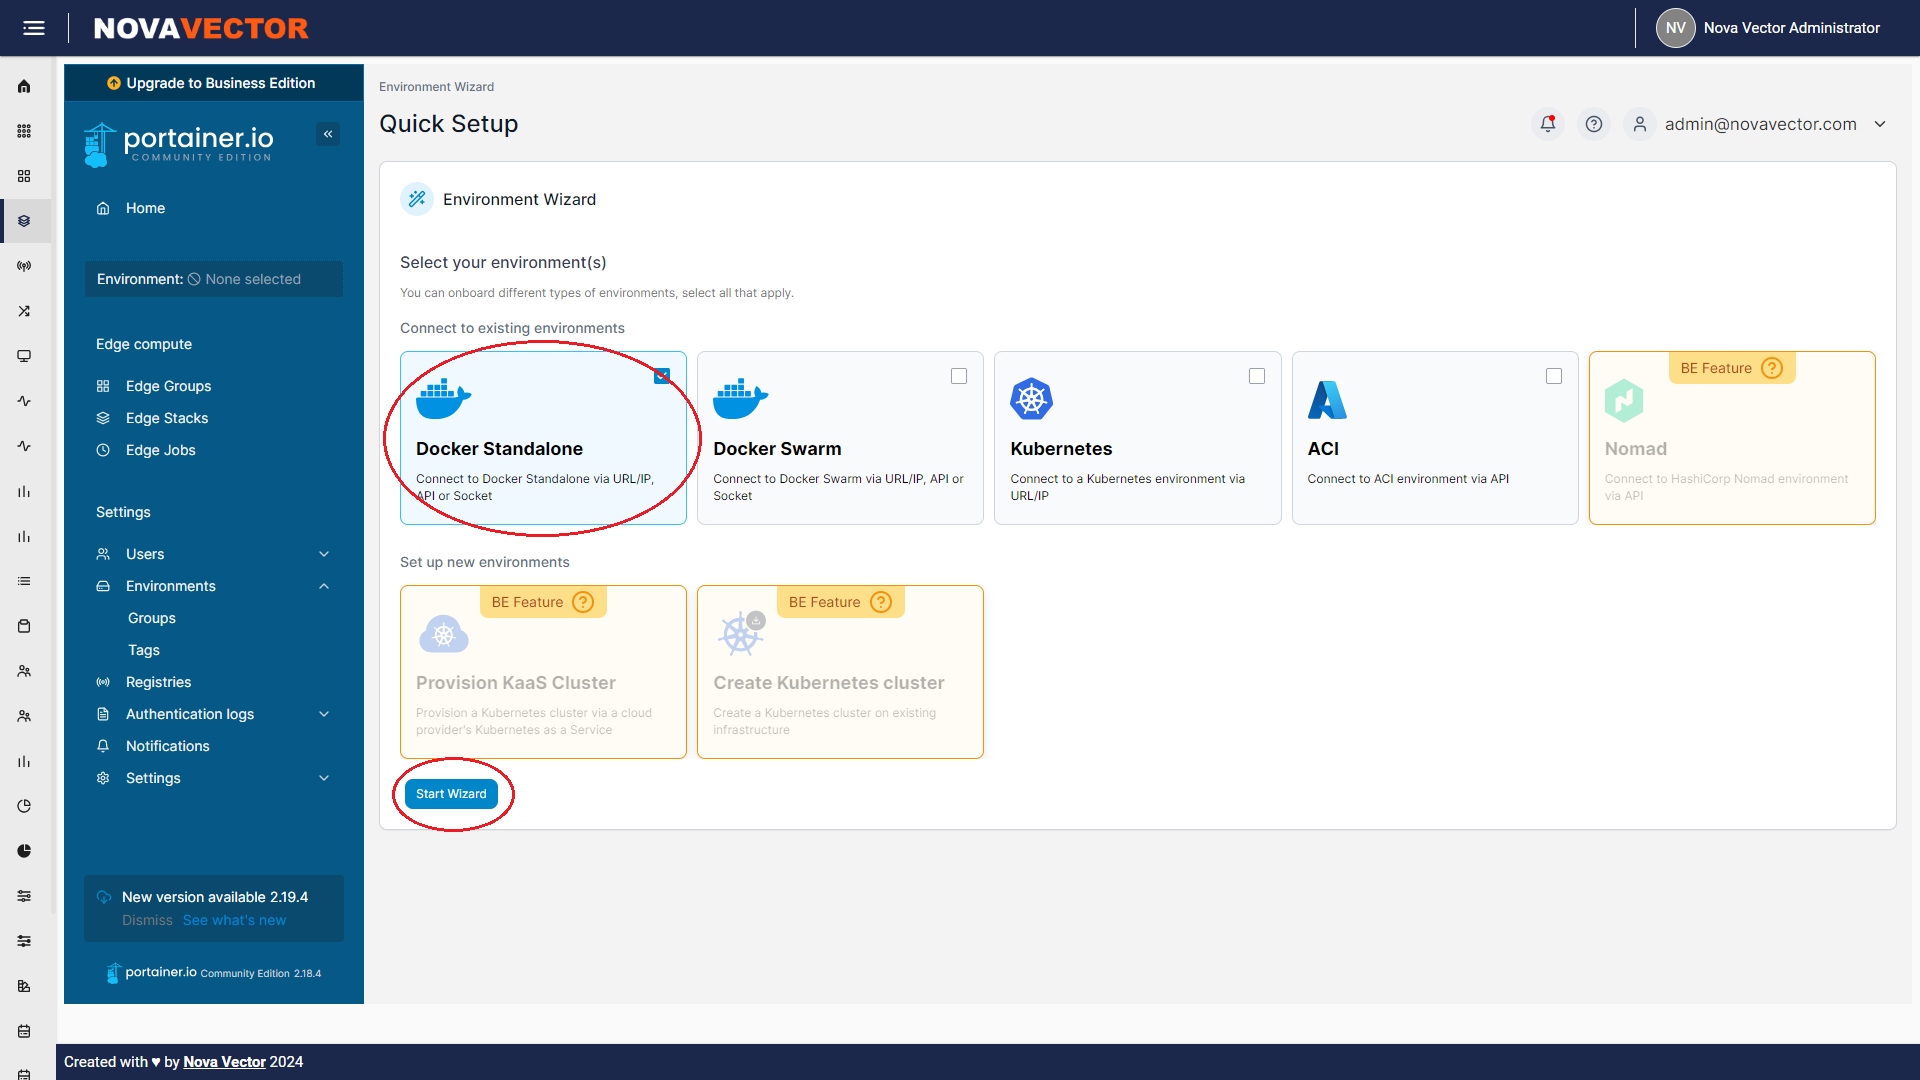 NOVAVECTOR
NV Nova Vector Administrator
Upgrade to Business Edition
portainer.io
COMMUNITY EDITION
Home
Environment: None selected
Edge compute
Edge Groups
Edge Stacks
Edge Jobs
Settings
Users
Environments
Groups
Tags
Registries
Authentication logs
Notifications
Settings
New version available 2.19.4
Dismiss See what's new
portainer.io Community Edition 2.18.4
Environment Wizard
Quick Setup
admin@novavector.com
Environment Wizard
Select your environment(s)
You can onboard different types of environments, select all that apply.
Connect to existing environments
Docker Standalone
Connect to Docker Standalone via URL/IP,
API or Socket
Docker Swarm
Connect to Docker Swarm via URL/IP, API or
Socket
Kubernetes
Connect to a Kubernetes environment via
URL/IP
ACI
Connect to ACI environment via API
BE Feature
Nomad
Connect to HashiCorp Nomad environment
via API
Set up new environments
BE Feature
Provision KaaS Cluster
Provision a Kubernetes cluster via a cloud
provider's Kubernetes as a Service
BE Feature
Create Kubernetes cluster
Create a Kubernetes cluster on existing
infrastructure
Start Wizard
Created with ♥ by Nova Vector 2024